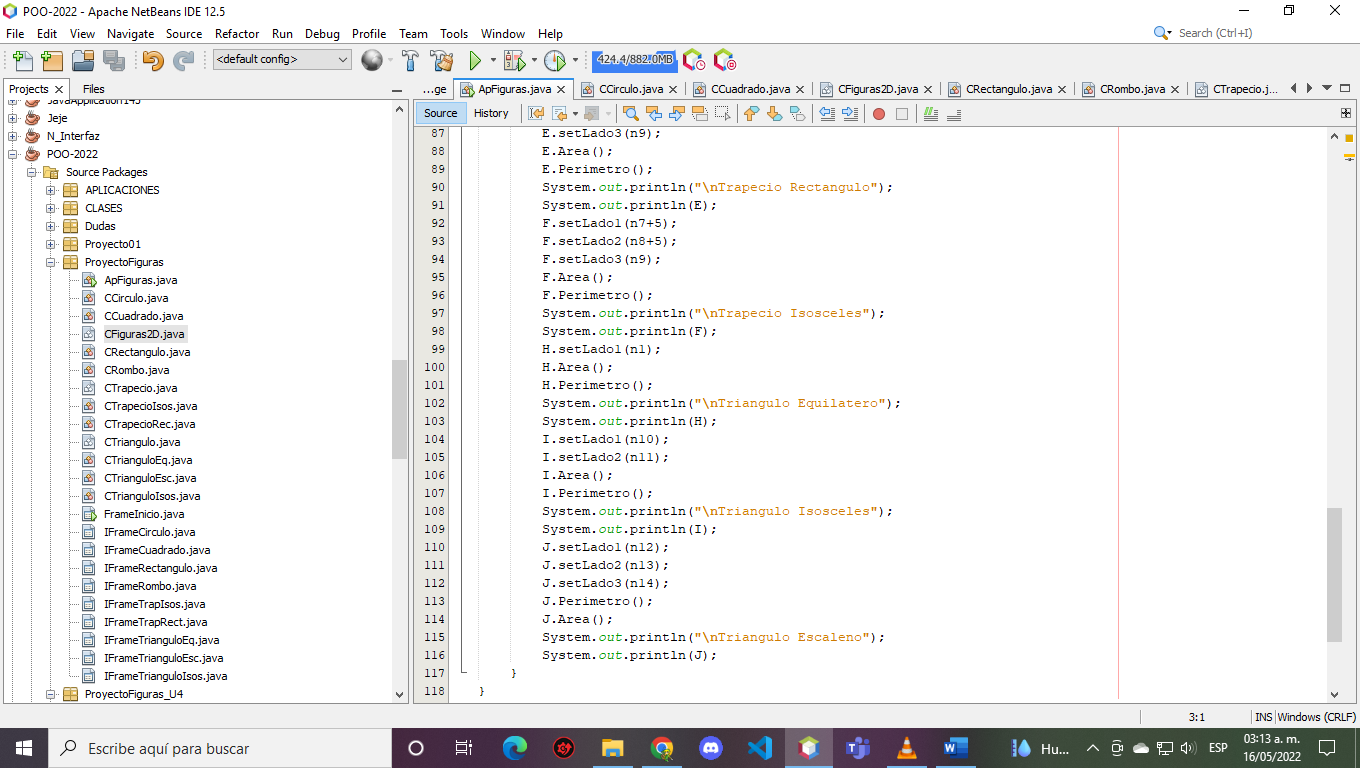 POO-2022 - Apache NetBeans IDE 12.5
File Edit View Navigate Source Refactor Run Debug Profile Team Tools Window Help
Search (Ctrl+I)
<default config>
424.4/882.0MB
Projects
Files
...ge
ApFiguras.java
CCirculo.java
CCuadrado.java
CFiguras2D.java
CRectangulo.java
CRombo.java
CTrapecio.j...
Source
History
JavaApplication145
Jeje
N_Interfaz
POO-2022
Source Packages
APLICACIONES
CLASES
Dudas
Proyecto01
ProyectoFiguras
ApFiguras.java
CCirculo.java
CCuadrado.java
CFiguras2D.java
CRectangulo.java
CRombo.java
CTrapecio.java
CTrapecioIsos.java
CTrapecioRec.java
CTriangulo.java
CTrianguloEq.java
CTrianguloEsc.java
CTrianguloIsos.java
FrameInicio.java
IFrameCirculo.java
IFrameCuadrado.java
IFrameRectangulo.java
IFrameRombo.java
IFrameTrapIsos.java
IFrameTrapRect.java
IFrameTrianguloEq.java
IFrameTrianguloEsc.java
IFrameTrianguloIsos.java
ProyectoFiguras_U4
87 E.setLado3(n9);
88 E.Area();
89 E.Perimetro();
90 System.out.println("\nTrapecio Rectangulo");
91 System.out.println(E);
92 F.setLado1(n7+5);
93 F.setLado2(n8+5);
94 F.setLado3(n9);
95 F.Area();
96 F.Perimetro();
97 System.out.println("\nTrapecio Isosceles");
98 System.out.println(F);
99 H.setLado1(n1);
100 H.Area();
101 H.Perimetro();
102 System.out.println("\nTriangulo Equilatero");
103 System.out.println(H);
104 I.setLado1(n10);
105 I.setLado2(n11);
106 I.Area();
107 I.Perimetro();
108 System.out.println("\nTriangulo Isosceles");
109 System.out.println(I);
110 J.setLado1(n12);
111 J.setLado2(n13);
112 J.setLado3(n14);
113 J.Perimetro();
114 J.Area();
115 System.out.println("\nTriangulo Escaleno");
116 System.out.println(J);
117 }
118 }
3:1
INS
Windows (CRLF)
Escribe aquí para buscar
Hu...
ESP
03:13 a. m.
16/05/2022